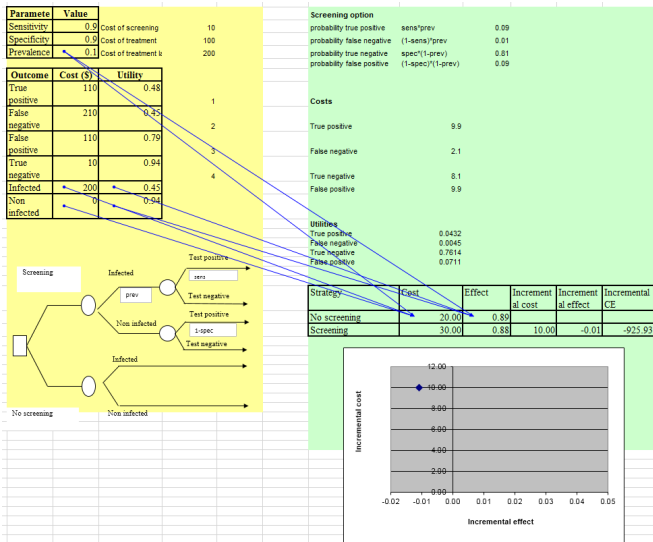 Paramete Value
Sensitivity 0.9 Cost of screening 10
Specificity 0.9 Cost of treatment 100
Prevalence 0.1 Cost of treatment la 200
Outcome Cost ($) Utility
True positive 110 0.48
1
False negative 210 0.45
2
False positive 110 0.79
3
True negative 10 0.94
4
Infected 200 0.45
Non infected 0 0.94
Screening option
probability true positive sens*prev 0.09
probability false negative (1-sens)*prev 0.01
probability true negative spec*(1-prev) 0.81
probability false positive (1-spec)*(1-prev) 0.09
Costs
True positive 9.9
False negative 2.1
True negative 8.1
False positive 9.9
Utilities
True positive 0.0432
False negative 0.0045
True negative 0.7614
False positive 0.0711
Strategy Cost Effect Increment al cost Increment al effect Incremental CE
No screening 20.00 0.89
Screening 30.00 0.88 10.00 -0.01 -925.93
Screening
Infected
Test positive
sens
prev
Test negative
Test positive
Non infected
1-spec
Test negative
Infected
No screening
Non infected
Incremental cost
12.00
10.00
8.00
6.00
4.00
2.00
0.00
-0.02 -0.01 0.00 0.01 0.02 0.03 0.04 0.05
Incremental effect